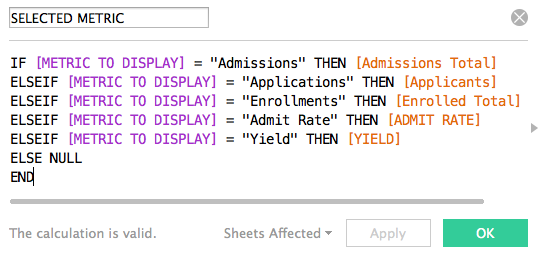 SELECTED METRIC
IF [METRIC TO DISPLAY] = "Admissions" THEN [Admissions Total]
ELSEIF [METRIC TO DISPLAY] = "Applications" THEN [Applicants]
ELSEIF [METRIC TO DISPLAY] = "Enrollments" THEN [Enrolled Total]
ELSEIF [METRIC TO DISPLAY] = "Admit Rate" THEN [ADMIT RATE]
ELSEIF [METRIC TO DISPLAY] = "Yield" THEN [YIELD]
ELSE NULL
END
The calculation is valid. Sheets Affected Apply OK